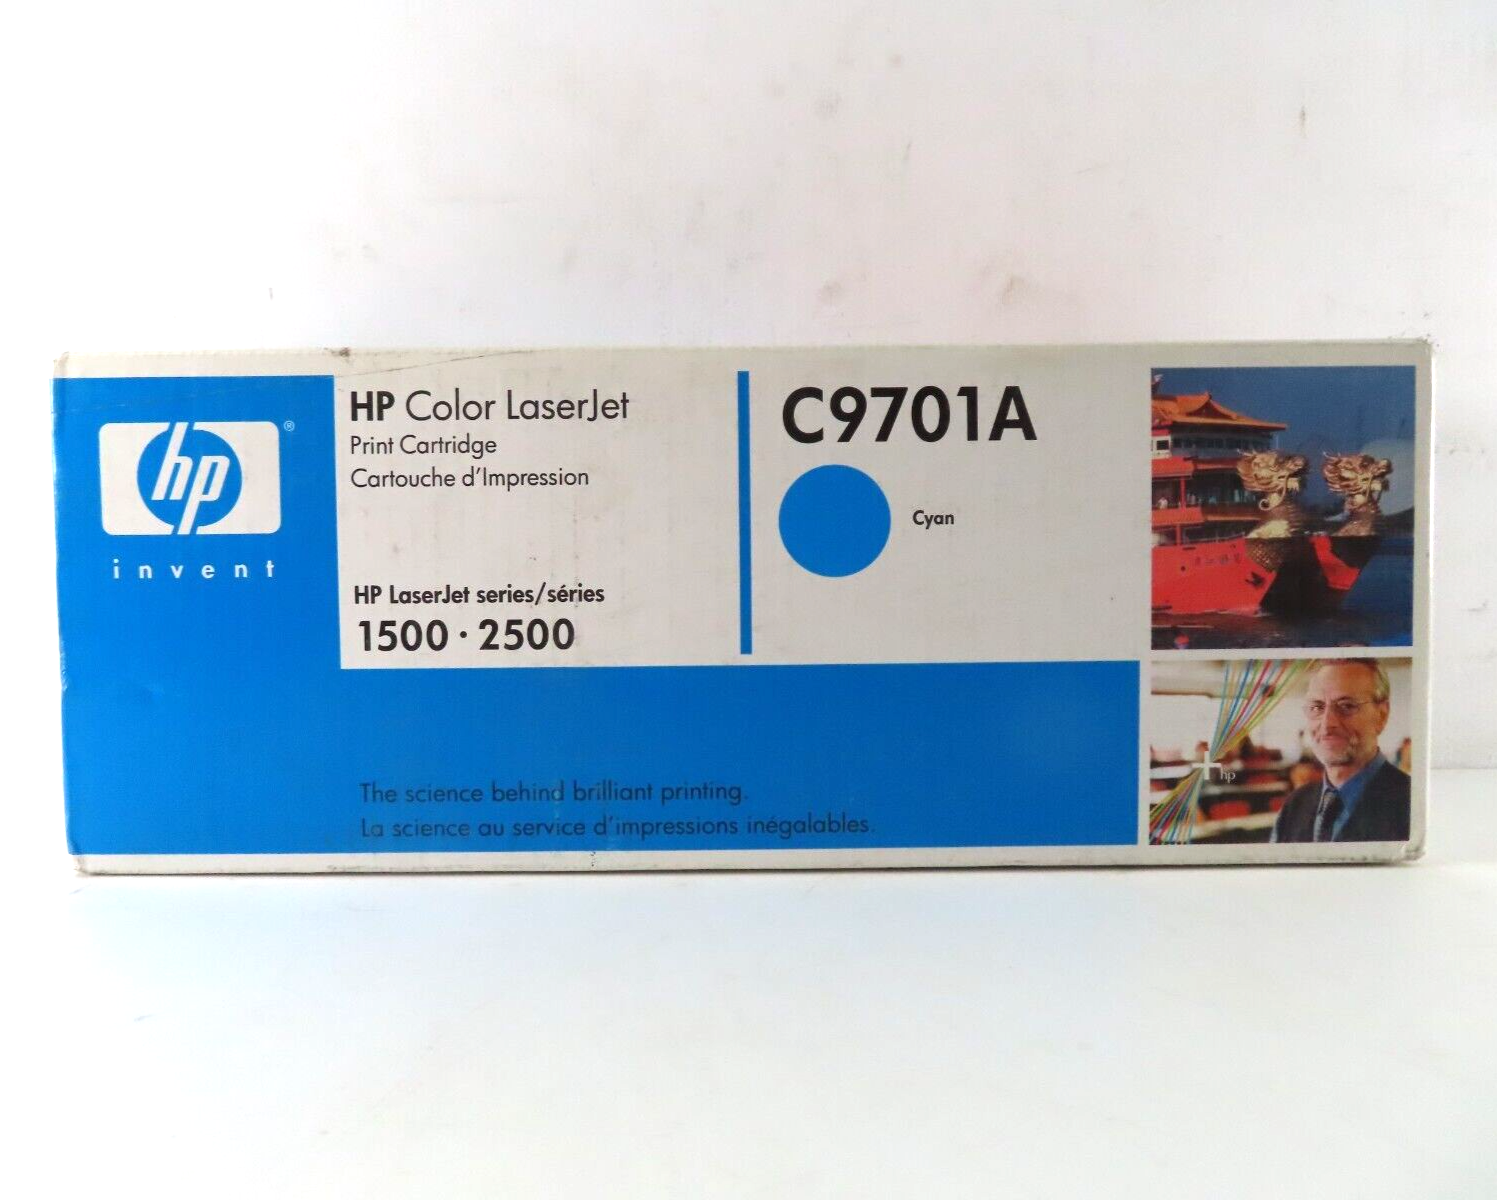 hp®
invent
HP Color LaserJet
Print Cartridge
Cartouche d'Impression
HP LaserJet series/séries
1500 · 2500
C9701A
Cyan
The science behind brilliant printing.
La science au service d'impressions inégalables.
+hp